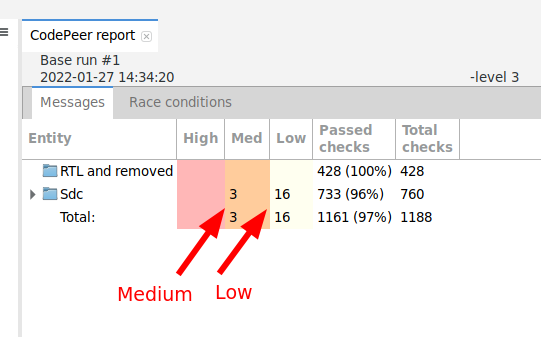 CodePeer report
Base run #1
2022-01-27 14:34:20 -level 3
Messages Race conditions
Entity High Med Low Passed checks Total checks
RTL and removed 428 (100%) 428
Sdc 3 16 733 (96%) 760
Total: 3 16 1161 (97%) 1188
Medium Low